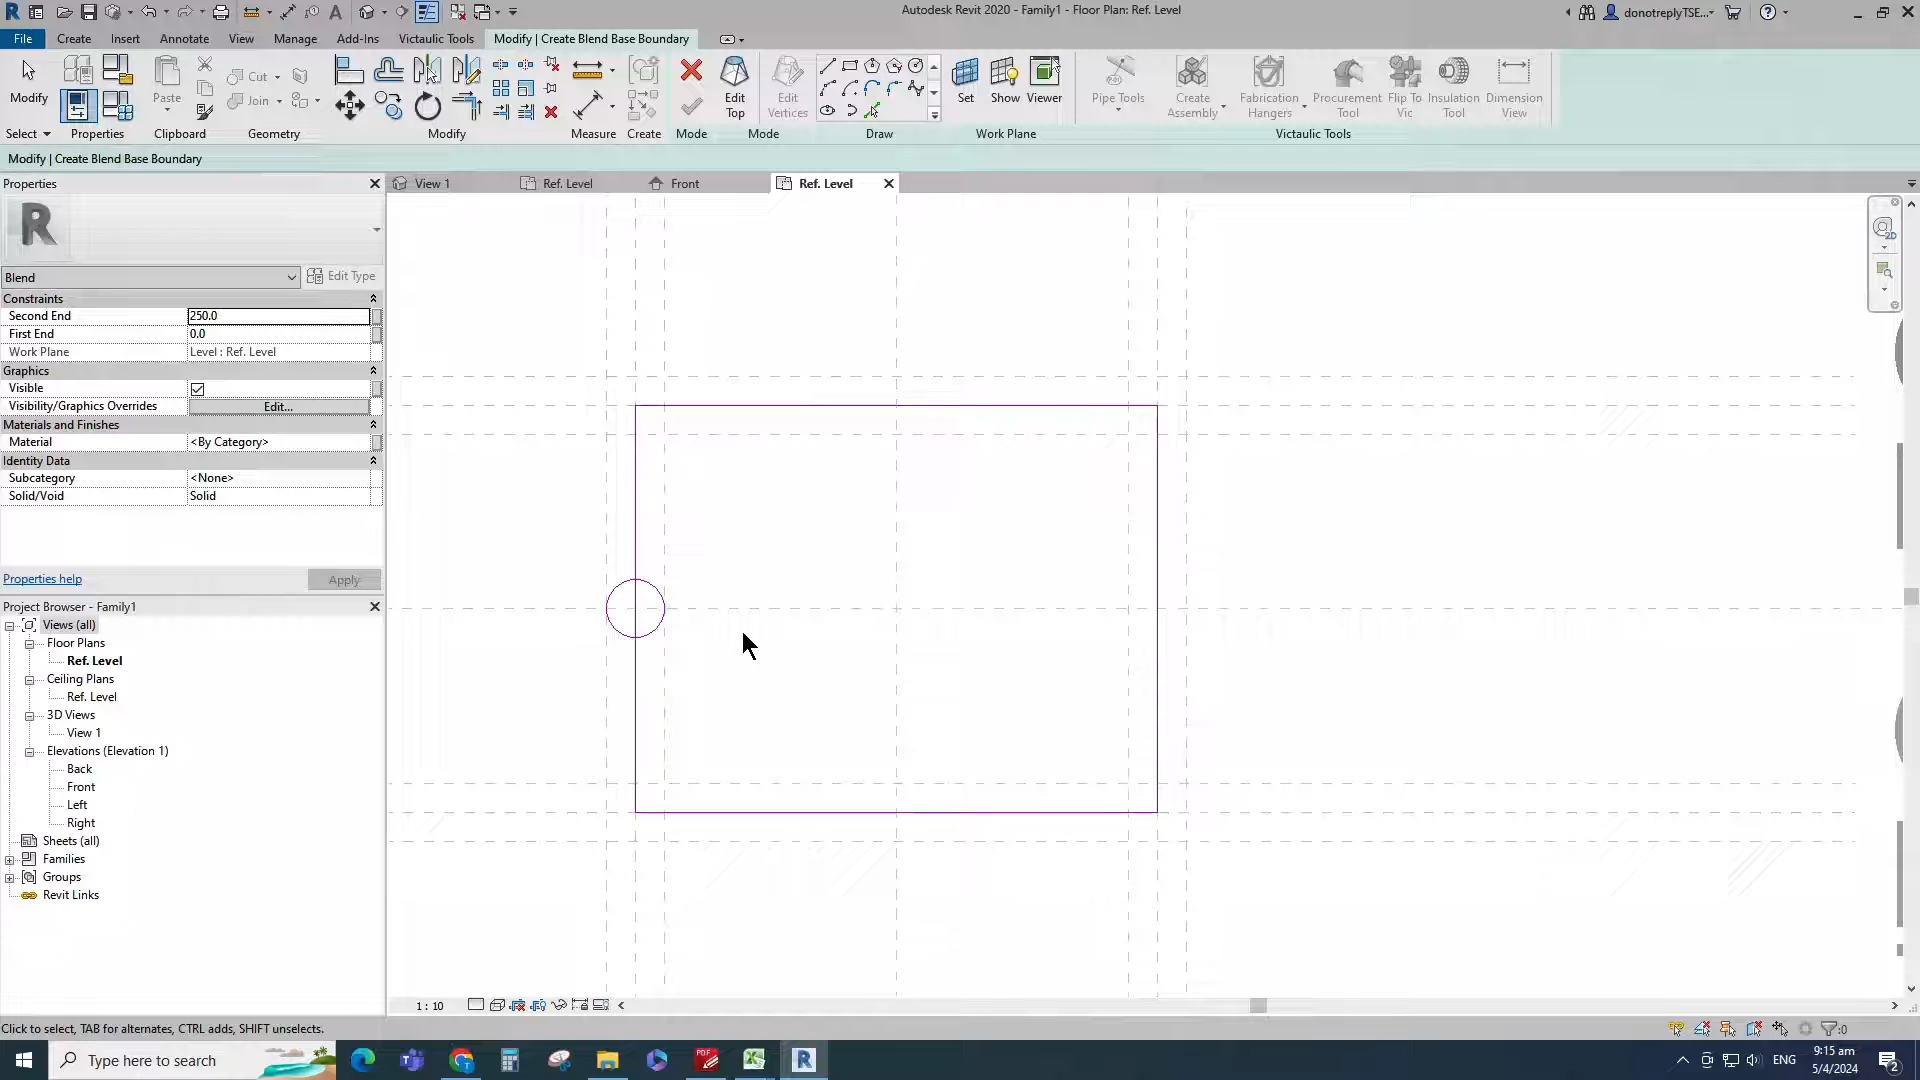 Autodesk Revit 2020 - Family1 - Floor Plan: Ref. Level
donotreplyTSE...
File
Create
Insert
Annotate
View
Manage
Add-Ins
Victaulic Tools
Modify | Create Blend Base Boundary
Modify
Paste
Cut
Join
Edit Top
Edit Vertices
Set
Show
Viewer
Pipe Tools
Create Assembly
Fabrication Hangers
Procurement Tool
Flip To Vic
Insulation Tool
Dimension View
Select
Properties
Clipboard
Geometry
Modify
Measure
Create
Mode
Mode
Draw
Work Plane
Victaulic Tools
Modify | Create Blend Base Boundary
Properties
View 1
Ref. Level
Front
Ref. Level
R
2D
Blend
Edit Type
Constraints
Second End 250.0
First End 0.0
Work Plane Level : Ref. Level
Graphics
Visible
Visibility/Graphics Overrides Edit...
Materials and Finishes
Material <By Category>
Identity Data
Subcategory <None>
Solid/Void Solid
Properties help
Apply
Project Browser - Family1
Views (all)
Floor Plans
Ref. Level
Ceiling Plans
Ref. Level
3D Views
View 1
Elevations (Elevation 1)
Back
Front
Left
Right
Sheets (all)
Families
Groups
Revit Links
1 : 10
Click to select, TAB for alternates, CTRL adds, SHIFT unselects.
:0
Type here to search
ENG
9:15 am
5/4/2024
2